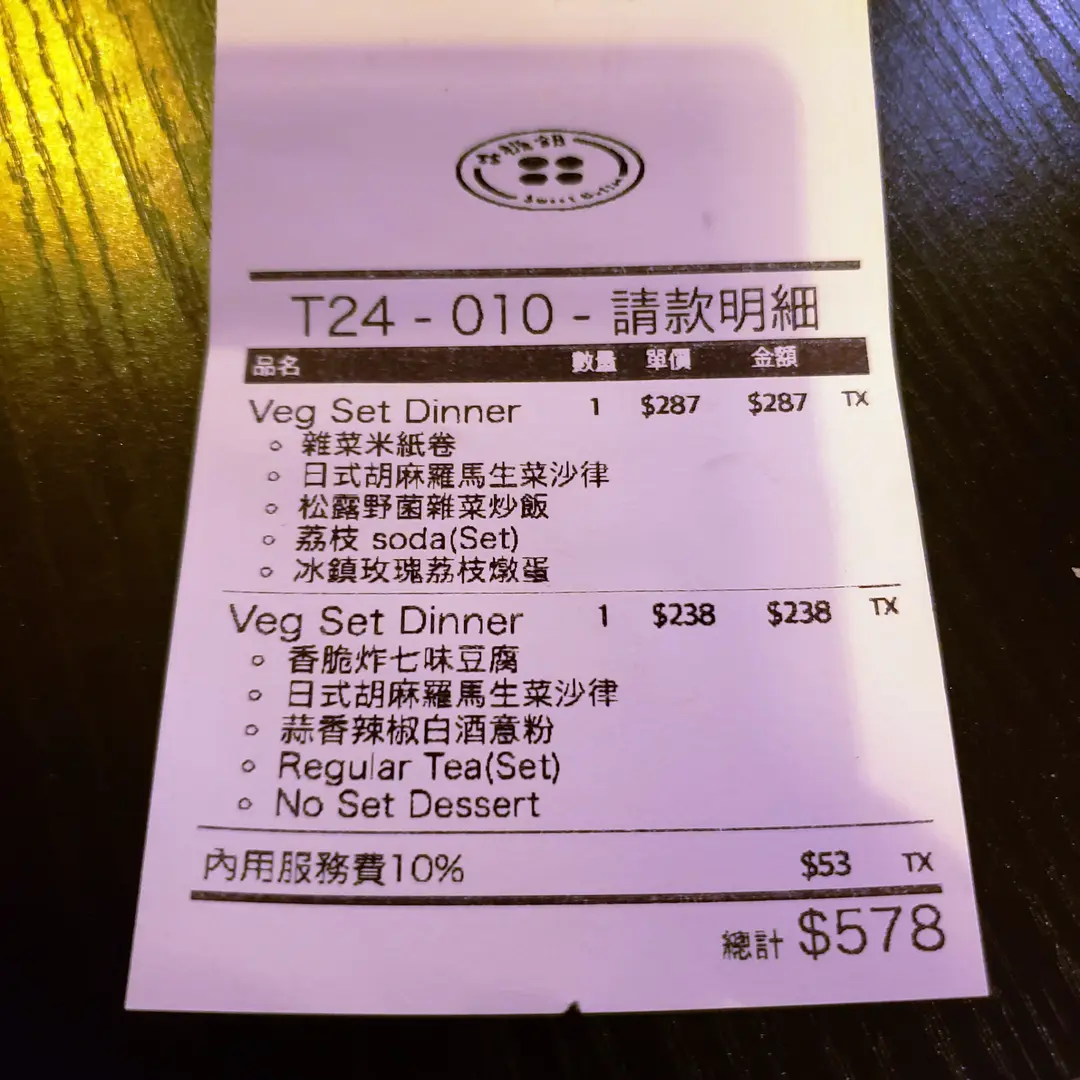 T24 - 010 - 請款明細
品名 數量 單價 金額
Veg Set Dinner 1 $287 $287 TX
雜菜米紙卷
日式胡麻羅馬生菜沙律
松露野菌雜菜炒飯
荔枝 soda(Set)
冰鎮玫瑰荔枝燉蛋
Veg Set Dinner 1 $238 $238 TX
香脆炸七味豆腐
日式胡麻羅馬生菜沙律
蒜香辣椒白酒意粉
Regular Tea(Set)
No Set Dessert
內用服務費10% $53 TX
總計 $578